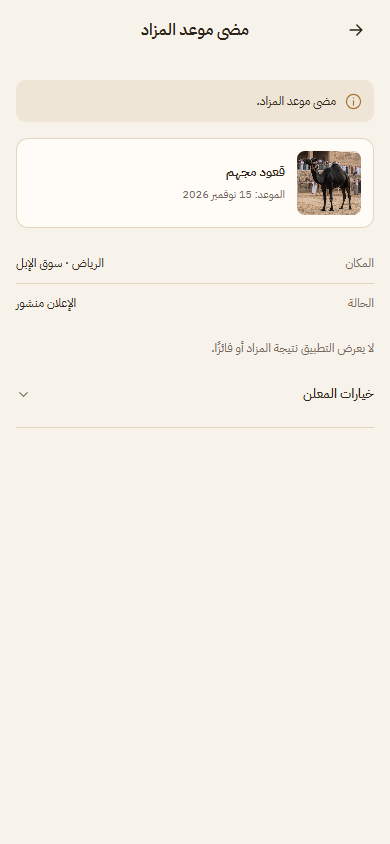 مضى موعد المزاد
مضى موعد المزاد.
قعود مجهم
الموعد: 15 نوفمبر 2026
المكان
الرياض · سوق الإبل
الحالة
الإعلان منشور
لا يعرض التطبيق نتيجة المزاد أو فائزًا.
خيارات المعلن